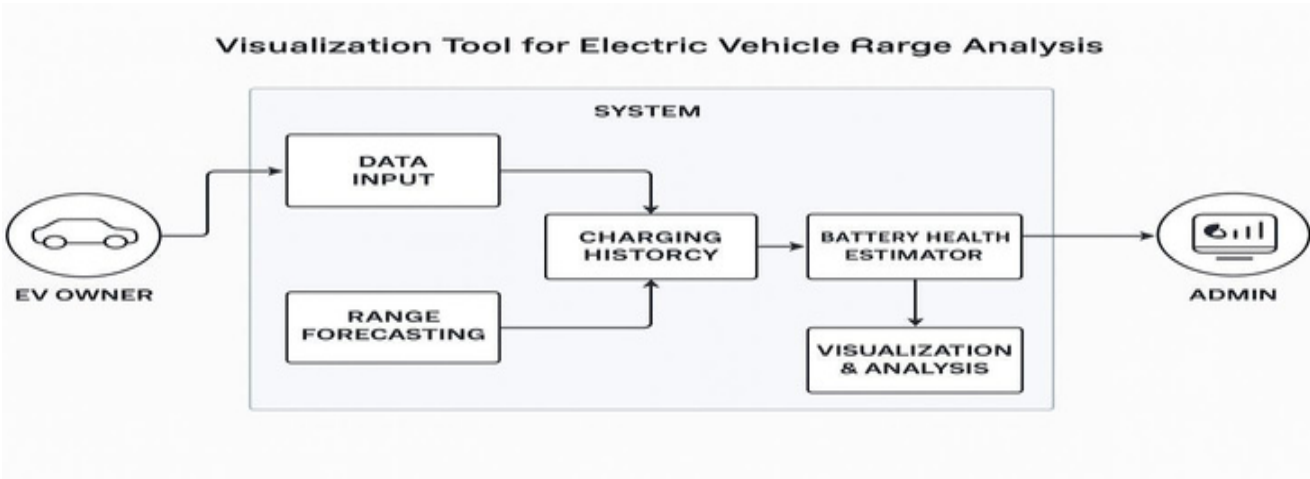 Visualization Tool for Electric Vehicle Rarge Analysis
SYSTEM
DATA
INPUT
CHARGING
HISTORCY
BATTERY HEALTH
ESTIMATOR
EV OWNER
ADMIN
RANGE
FORECASTING
VISUALIZATION
& ANALYSIS